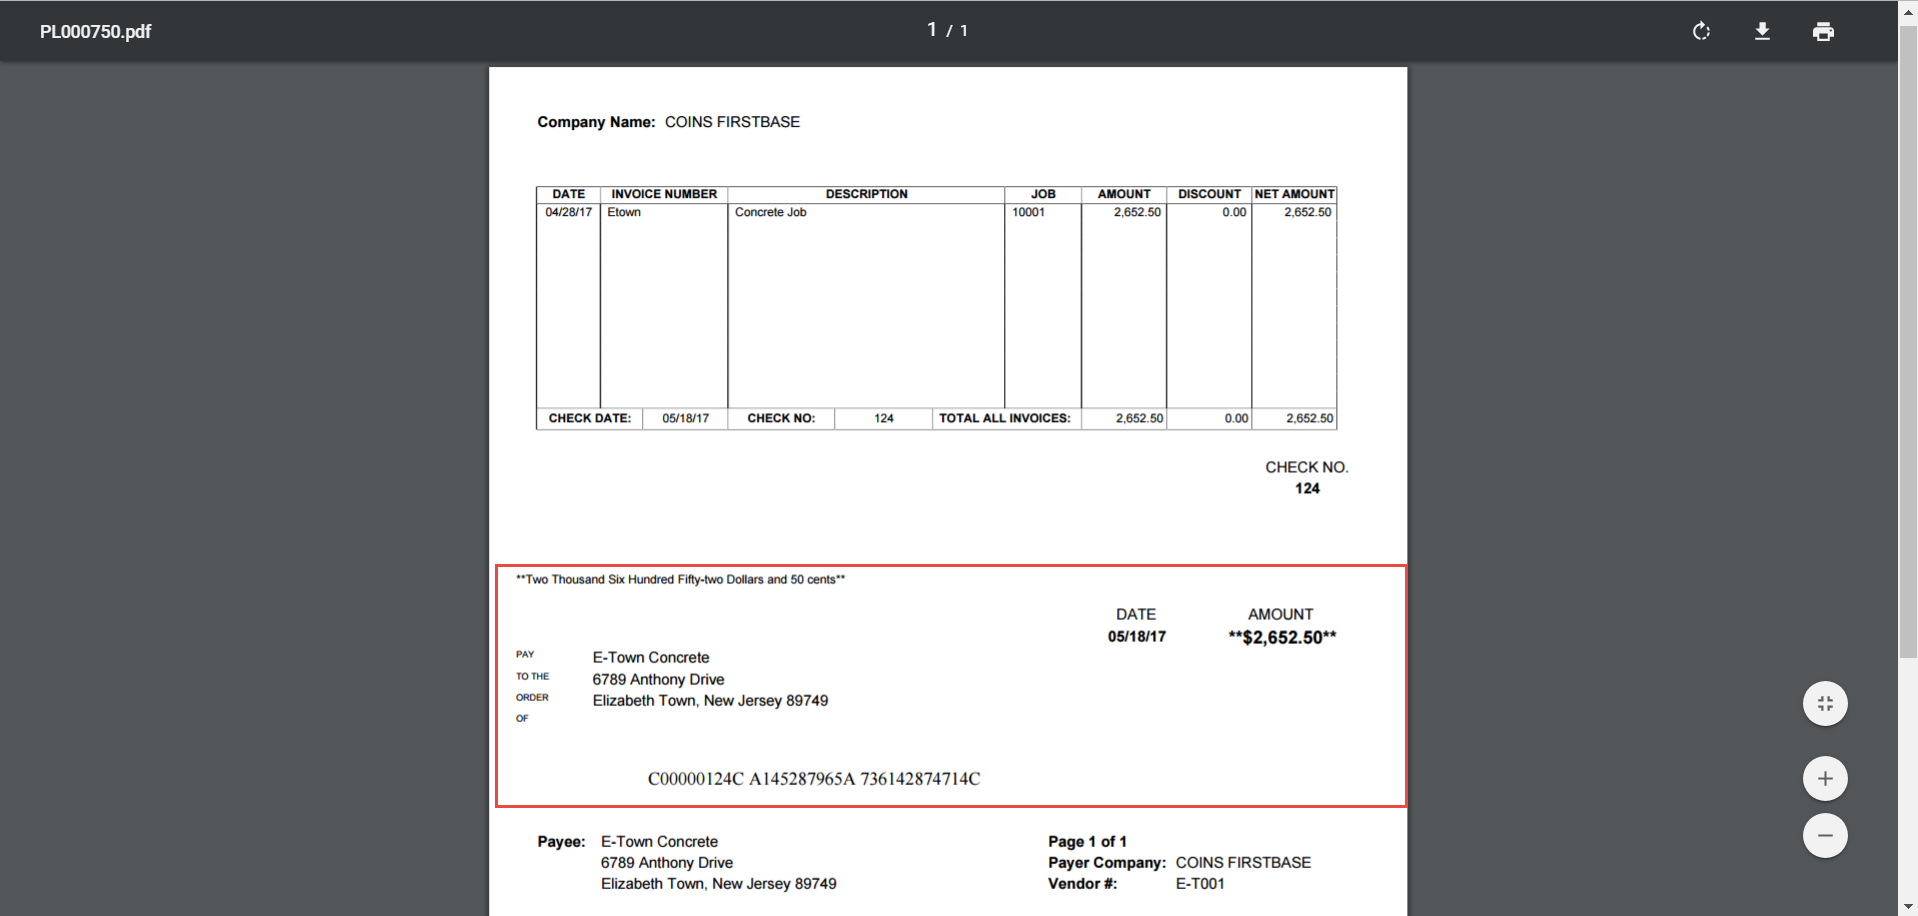 PL000750.pdf
1 / 1
Company Name: COINS FIRSTBASE
DATE INVOICE NUMBER DESCRIPTION JOB AMOUNT DISCOUNT NET AMOUNT
04/28/17 Etown Concrete Job 10001 2,652.50 0.00 2,652.50
CHECK DATE: 05/18/17 CHECK NO: 124 TOTAL ALL INVOICES: 2,652.50 0.00 2,652.50
CHECK NO.
124
**Two Thousand Six Hundred Fifty-two Dollars and 50 cents**
DATE AMOUNT
05/18/17 **$2,652.50**
PAY E-Town Concrete
TO THE 6789 Anthony Drive
ORDER Elizabeth Town, New Jersey 89749
OF
C00000124C A145287965A 736142874714C
Payee: E-Town Concrete Page 1 of 1
6789 Anthony Drive Payer Company: COINS FIRSTBASE
Elizabeth Town, New Jersey 89749 Vendor #: E-T001